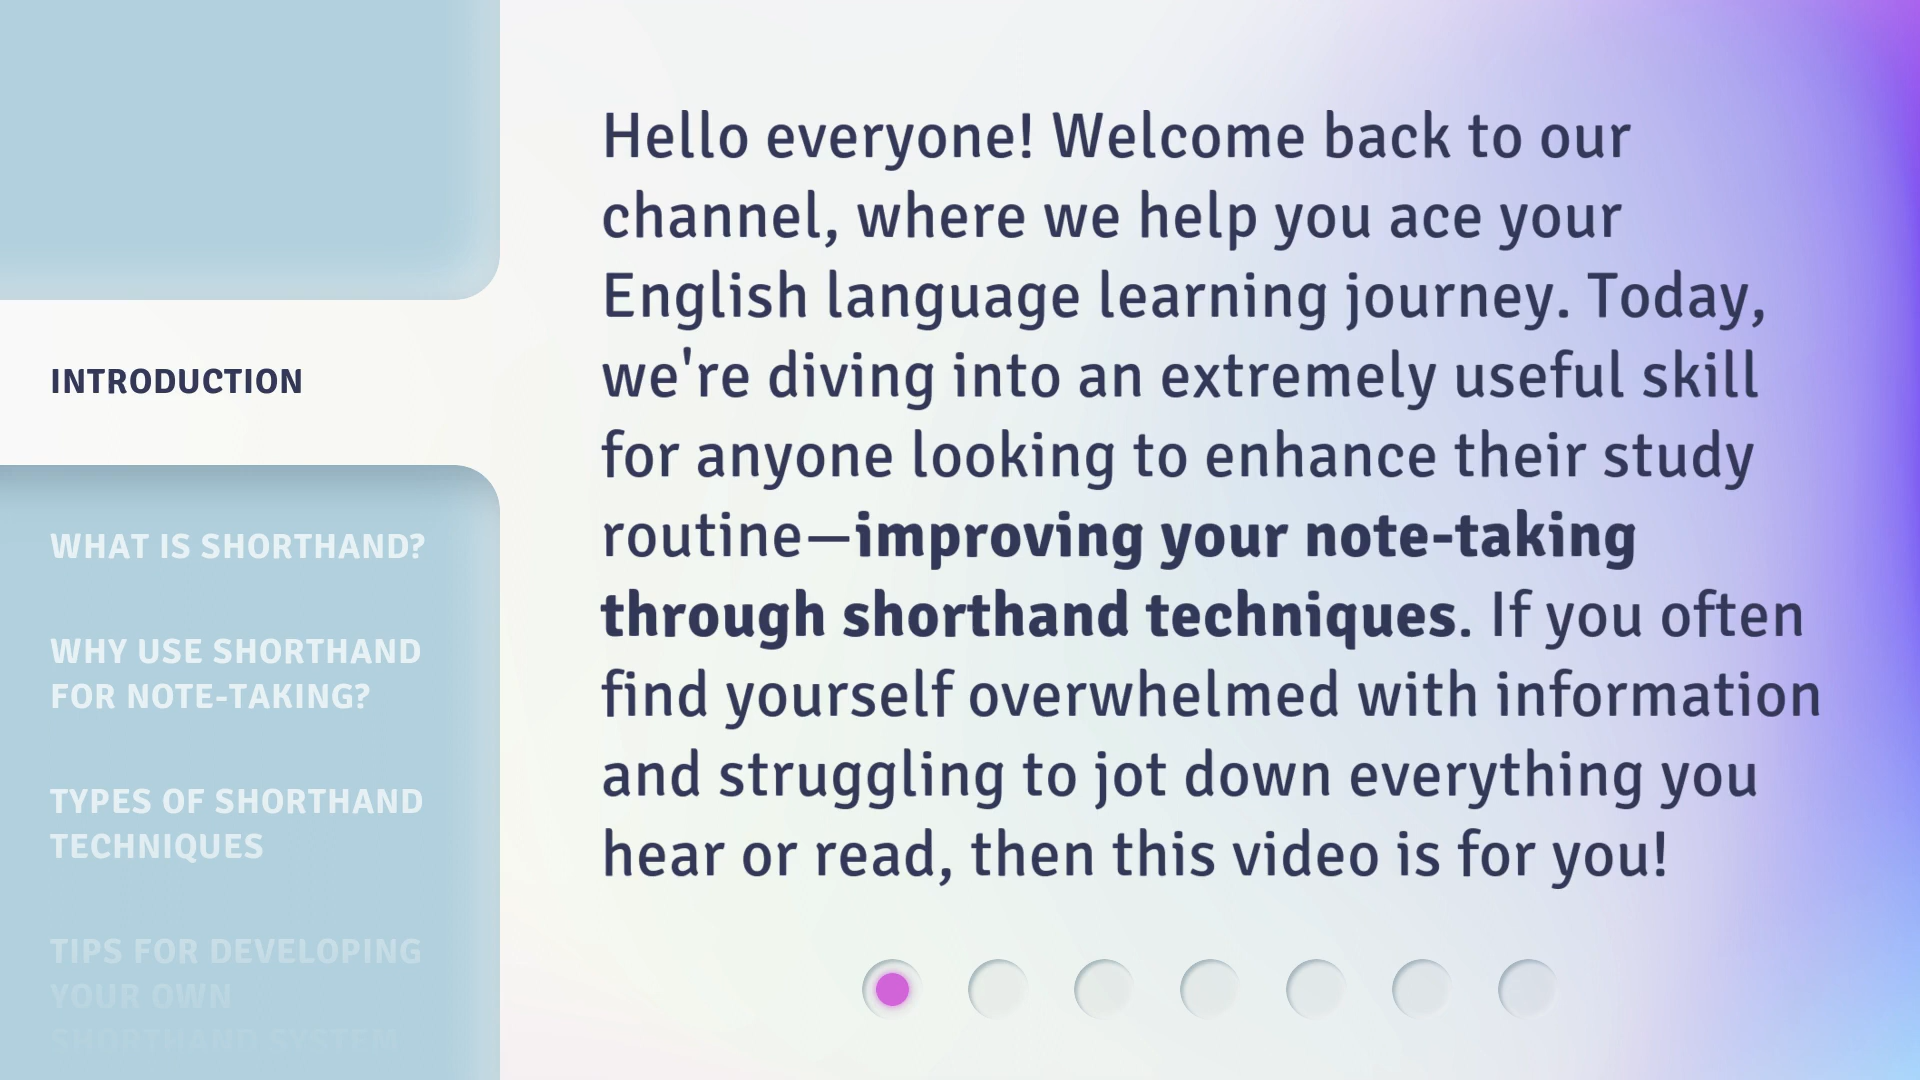 INTRODUCTION
WHAT IS SHORTHAND?
WHY USE SHORTHAND
FOR NOTE-TAKING?
TYPES OF SHORTHAND
TECHNIQUES
TIPS FOR DEVELOPING
YOUR OWN
SHORTHAND SYSTEM
Hello everyone! Welcome back to our
channel, where we help you ace your
English language learning journey. Today,
we're diving into an extremely useful skill
for anyone looking to enhance their study
routine—improving your note-taking
through shorthand techniques. If you often
find yourself overwhelmed with information
and struggling to jot down everything you
hear or read, then this video is for you!